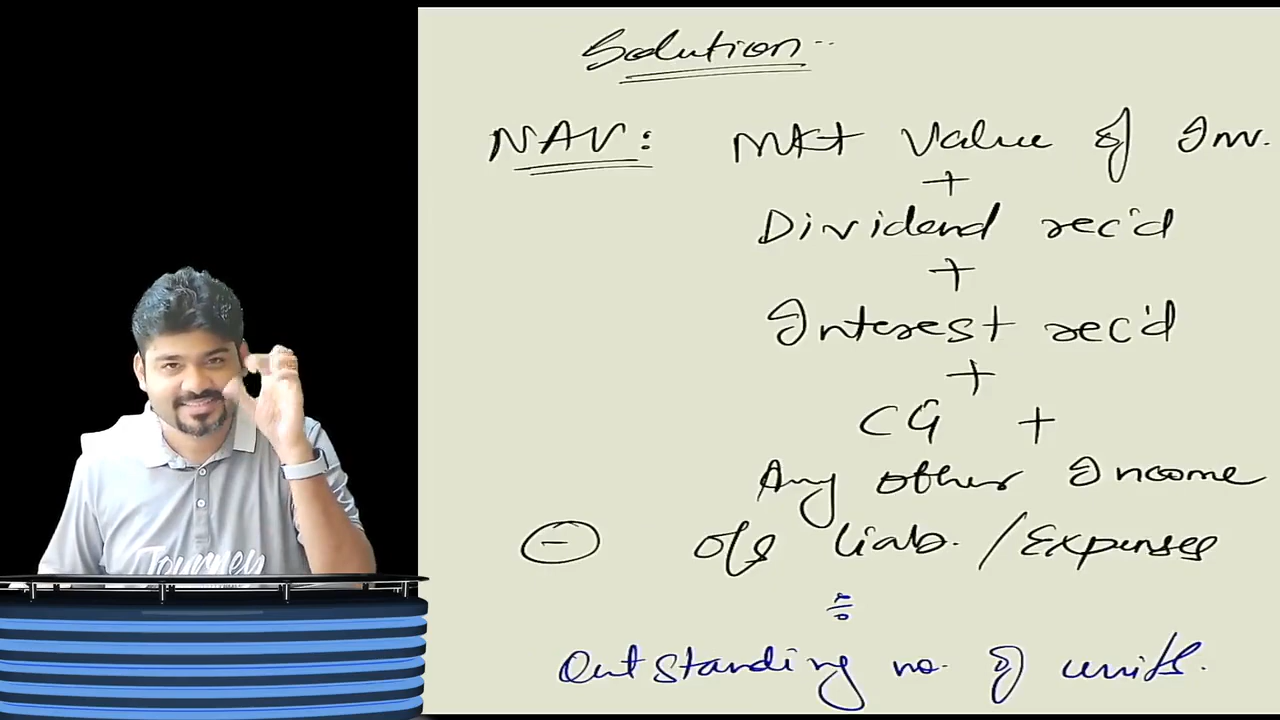 Solution..
NAV: Mkt Value of Inv.
+
Dividend rec'd
+
Interest rec'd
+
CG +
Any other Income
- o/s liab. / Expenses
÷
Outstanding no. of units.
Journey